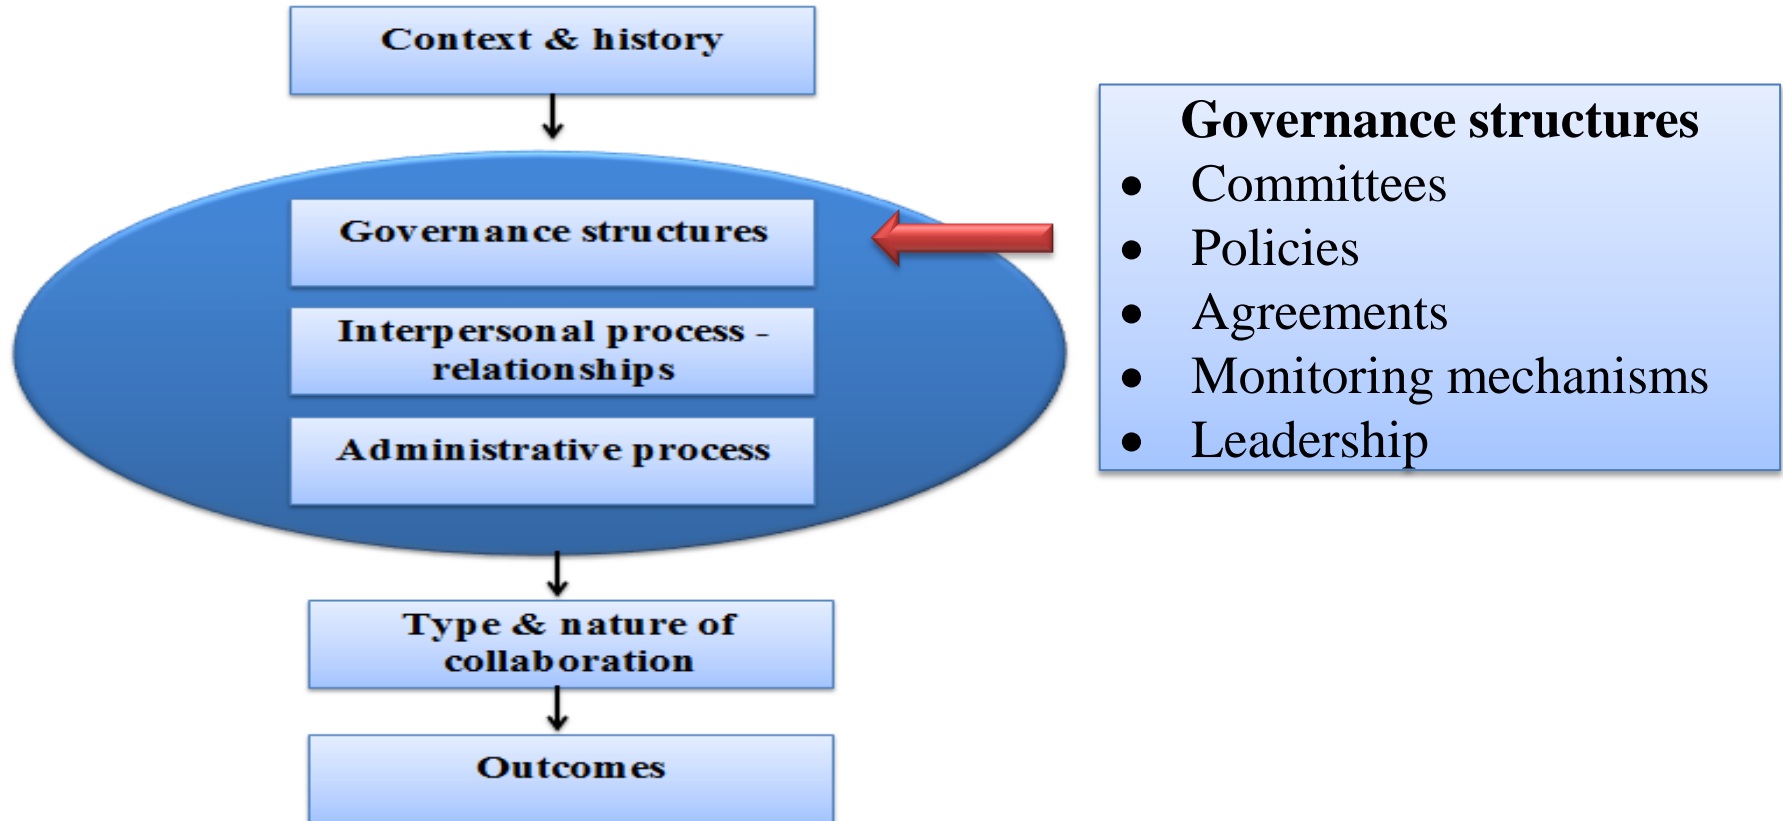 Context & history
Governance structures
Interpersonal process -
relationships
Administrative process
Type & nature of
collaboration
Outcomes
Governance structures
• Committees
• Policies
• Agreements
• Monitoring mechanisms
• Leadership